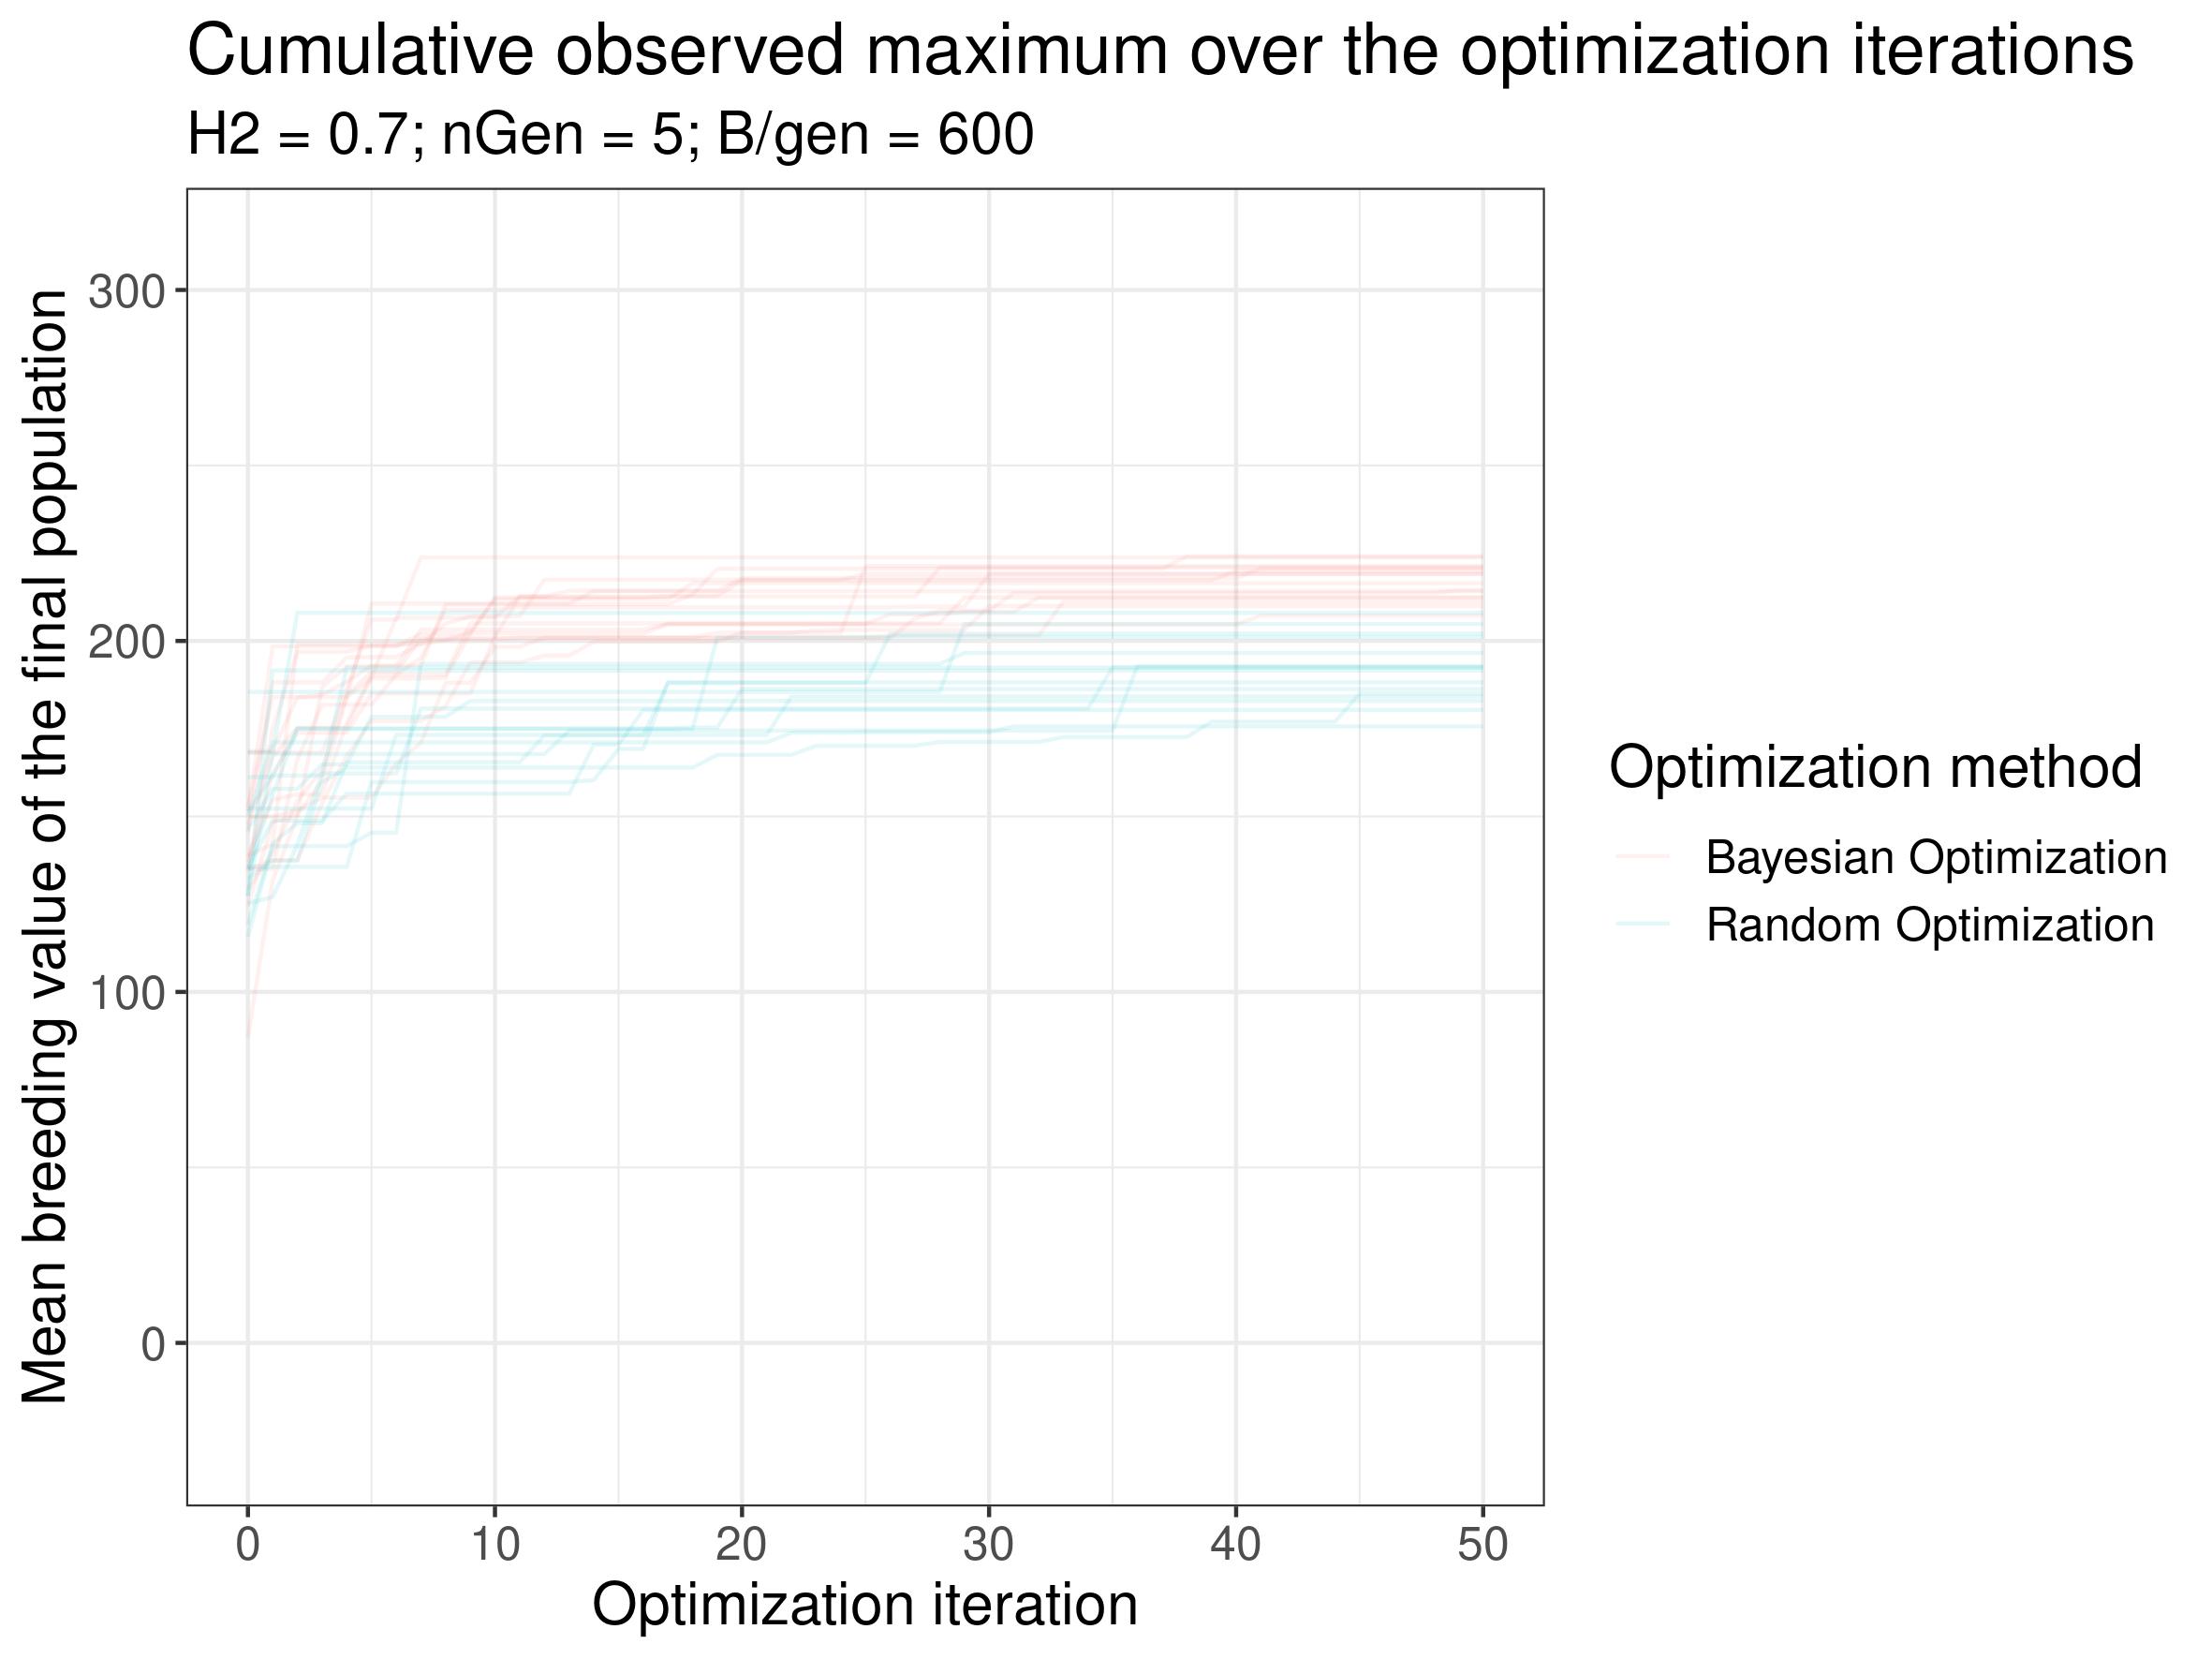 Cumulative observed maximum over the optimization iterations
H2 = 0.7; nGen = 5; B/gen = 600
Mean breeding value of the final population
300
200
100
0
0 10 20 30 40 50
Optimization iteration
Optimization method
Bayesian Optimization
Random Optimization